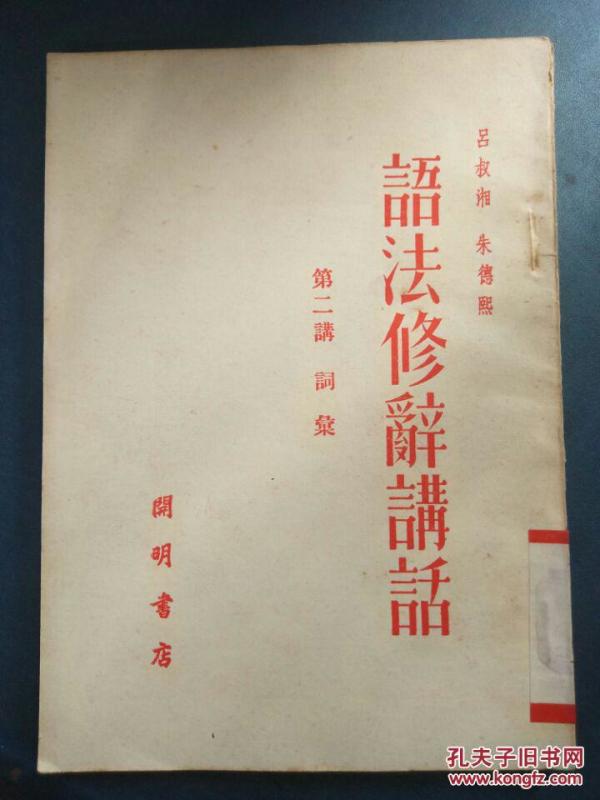 呂叔湘 朱德熙
語法修辭講話
第二講 詞彙
開明書店
孔夫子旧书网
www.kongfz.com